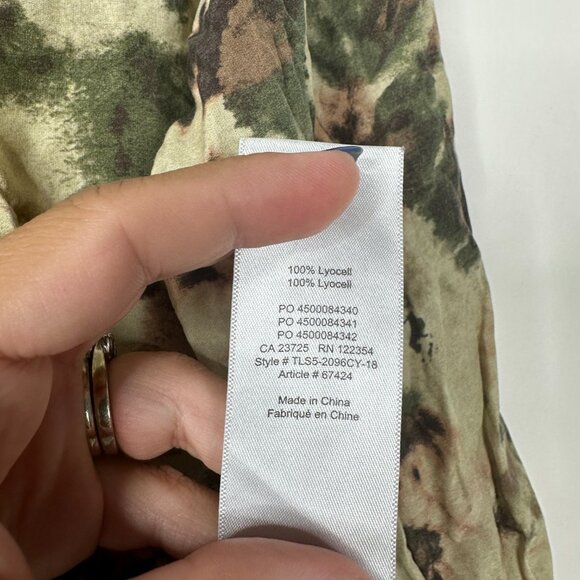 100% Lyocell
100% Lyocell
PO 4500084340
PO 4500084341
PO 4500084342
CA 23725 RN 122354
Style # TLS5-2096CY-18
Article # 67424
Made in China
Fabriqué en Chine